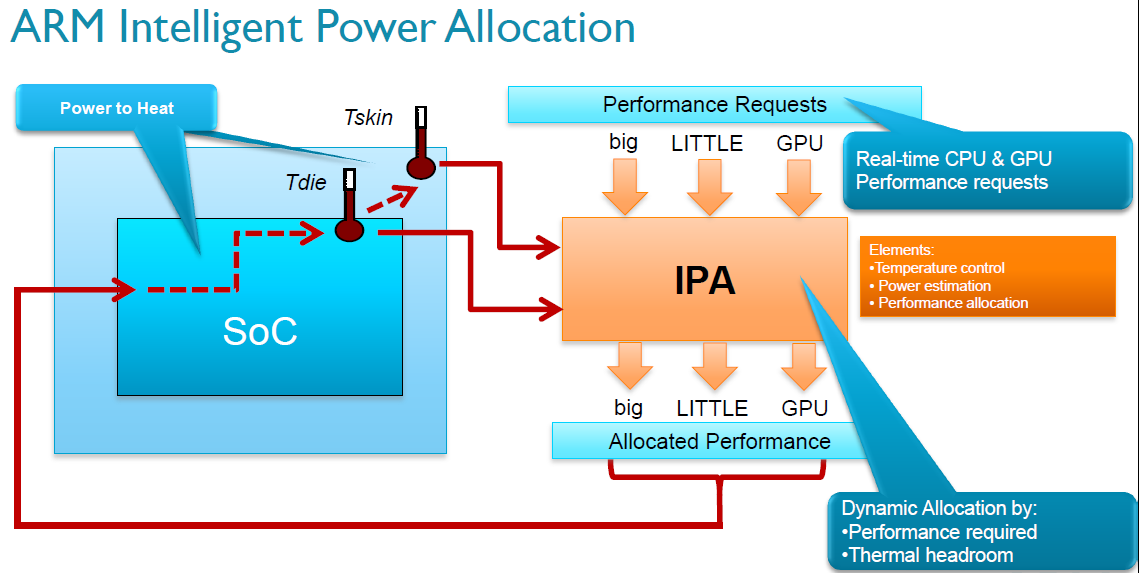 ARM Intelligent Power Allocation
Power to Heat
Tskin
Tdie
SoC
Performance Requests
big LITTLE GPU
Real-time CPU & GPU
Performance requests
IPA
Elements:
•Temperature control
• Power estimation
• Performance allocation
big LITTLE GPU
Allocated Performance
Dynamic Allocation by:
•Performance required
•Thermal headroom